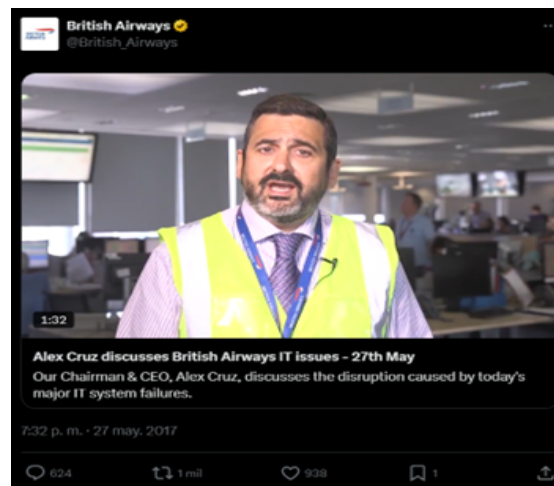 British Airways
@British_Airways
1:32
Alex Cruz discusses British Airways IT issues - 27th May
Our Chairman & CEO, Alex Cruz, discusses the disruption caused by today's
major IT system failures.
7:32 p. m. · 27 may. 2017
624 1 mil 938 1